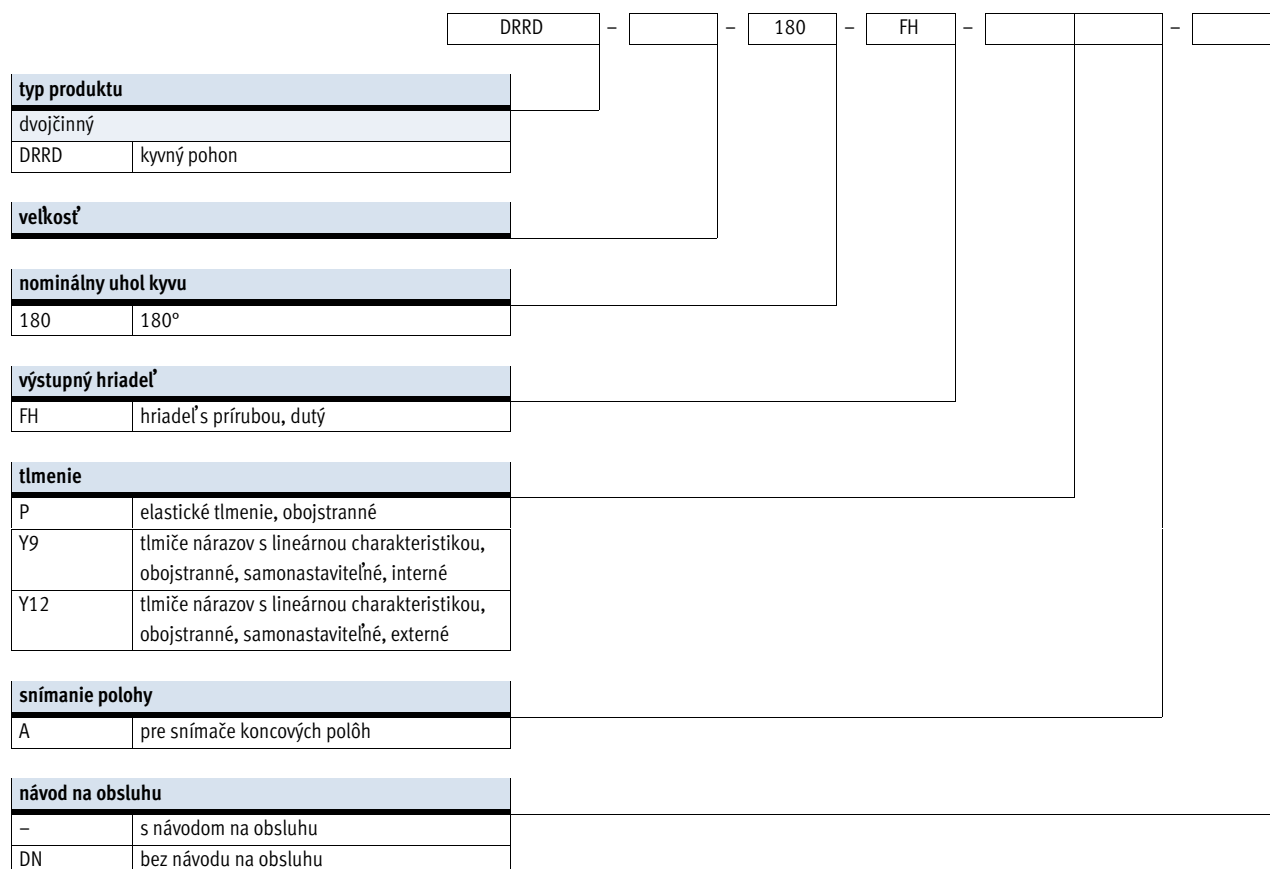 DRRD – – 180 – FH – –
typ produktu
dvojčinný
DRRD kyvný pohon
veľkosť
nominálny uhol kyvu
180 180°
výstupný hriadeľ
FH hriadeľ s prírubou, dutý
tlmenie
P elastické tlmenie, obojstranné
Y9 tlmiče nárazov s lineárnou charakteristikou,
obojstranné, samonastaviteľné, interné
Y12 tlmiče nárazov s lineárnou charakteristikou,
obojstranné, samonastaviteľné, externé
snímanie polohy
A pre snímače koncových polôh
návod na obsluhu
– s návodom na obsluhu
DN bez návodu na obsluhu